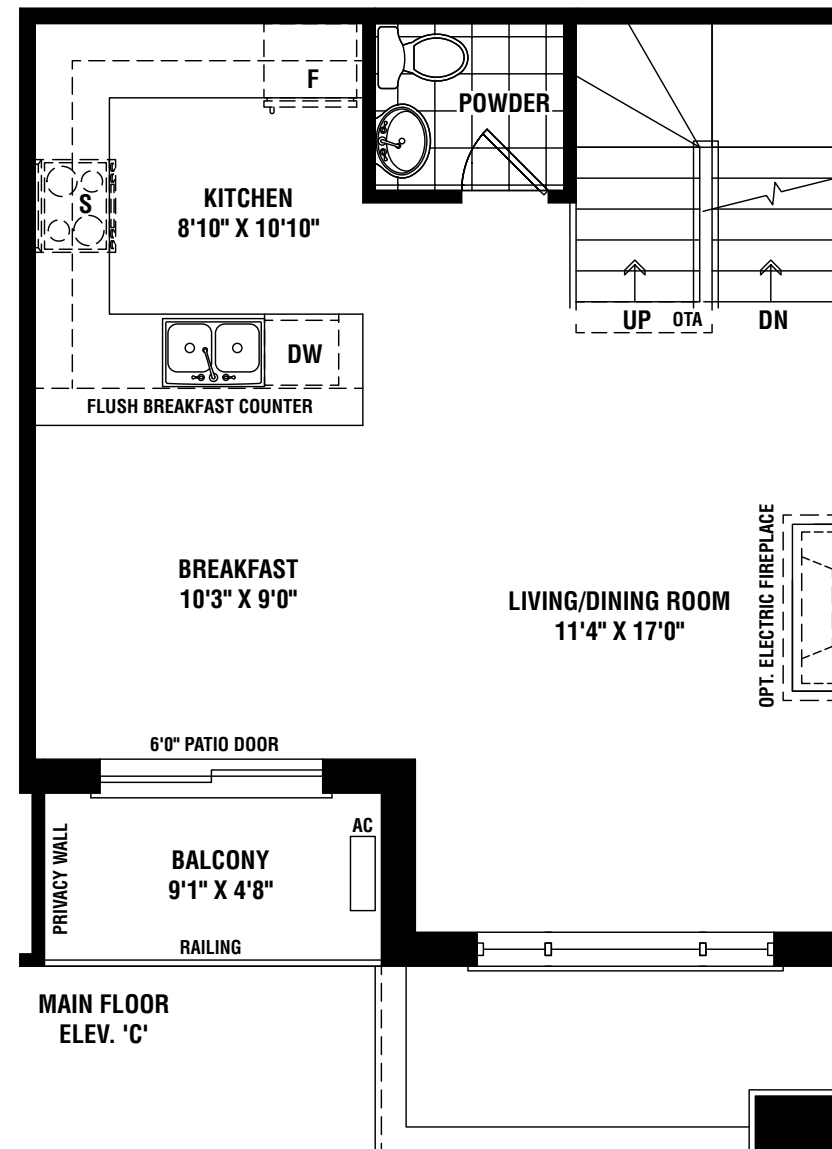 F
POWDER
S
KITCHEN
8'10" X 10'10"
UP
OTA
DN
DW
FLUSH BREAKFAST COUNTER
BREAKFAST
10'3" X 9'0"
LIVING/DINING ROOM
11'4" X 17'0"
OPT. ELECTRIC FIREPLACE
6'0" PATIO DOOR
PRIVACY WALL
AC
BALCONY
9'1" X 4'8"
RAILING
MAIN FLOOR
ELEV. 'C'